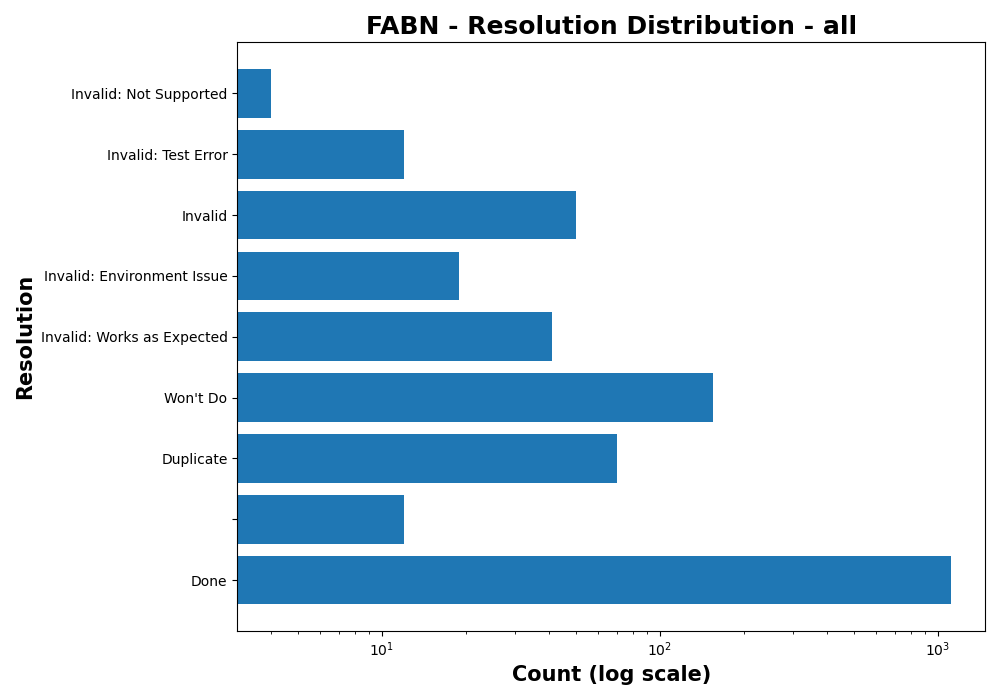 FABN - Resolution Distribution - all
Invalid: Not Supported
Invalid: Test Error
Invalid
Invalid: Environment Issue
Invalid: Works as Expected
Won't Do
Duplicate
Done
Resolution
10¹ 10² 10³
Count (log scale)